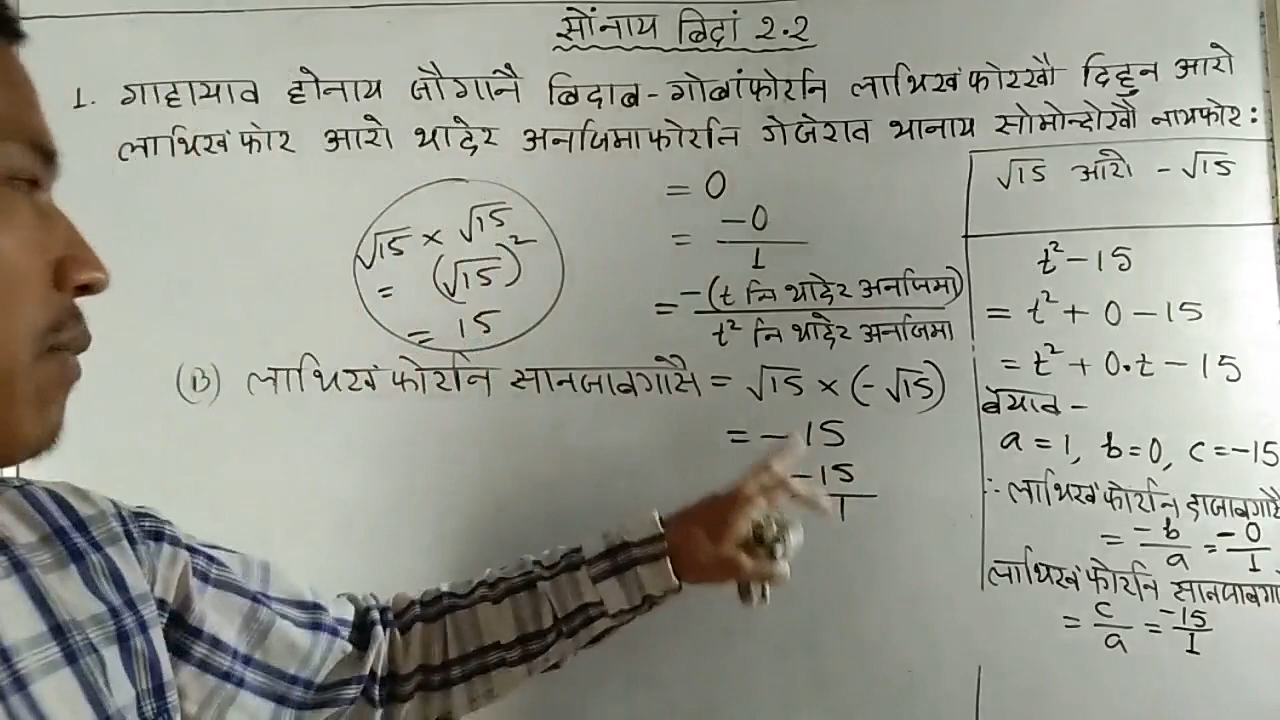 सोंनाय बिदां 2.2
1. गाहायाव होनाय जौगानै बिदाब-गोबांफोरनि लाथिखंफोरखौ दिहुन आरो
लाथिखंफोर आरो थादेर अनजिमाफोरनि गेजेराव थानाय सोमोन्दोखौ नायफोर:
√15 × √15
= (√15)²
= 15
= 0
= -0/1
= -(t नि थादेर अनजिमा)/t² नि थादेर अनजिमा
(B) लाथिखंफोरनि सानजाबगासै = √15 × (-√15)
= -15
-15/1
√15 आरो -√15
t² - 15
= t² + 0 - 15
= t² + 0.t - 15
बेयाव -
a = 1, b = 0, c = -15
∴ लाथिखंफोरनि दाजाबगासै
= -b/a = -0/1
लाथिखंफोरनि सानजाबगा
= c/a = -15/1